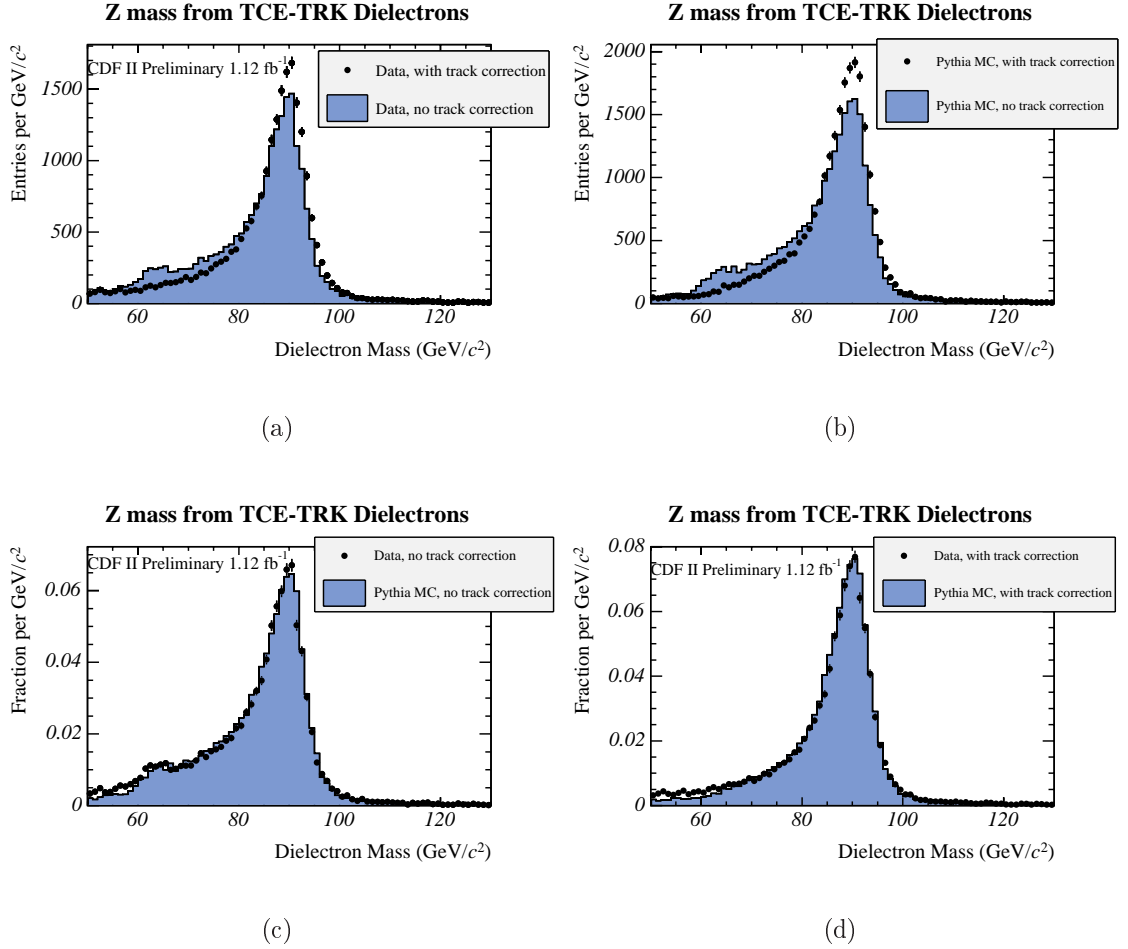 Z mass from TCE-TRK Dielectrons
Entries per GeV/c²
CDF II Preliminary 1.12 fb⁻¹
Data, with track correction
Data, no track correction
1500
1000
500
0
60 80 100 120
Dielectron Mass (GeV/c²)
(a)
Z mass from TCE-TRK Dielectrons
Entries per GeV/c²
Pythia MC, with track correction
Pythia MC, no track correction
2000
1500
1000
500
0
60 80 100 120
Dielectron Mass (GeV/c²)
(b)
Z mass from TCE-TRK Dielectrons
Fraction per GeV/c²
CDF II Preliminary 1.12 fb⁻¹
Data, no track correction
Pythia MC, no track correction
0.06
0.04
0.02
0
60 80 100 120
Dielectron Mass (GeV/c²)
(c)
Z mass from TCE-TRK Dielectrons
Fraction per GeV/c²
CDF II Preliminary 1.12 fb⁻¹
Data, with track correction
Pythia MC, with track correction
0.08
0.06
0.04
0.02
0
60 80 100 120
Dielectron Mass (GeV/c²)
(d)